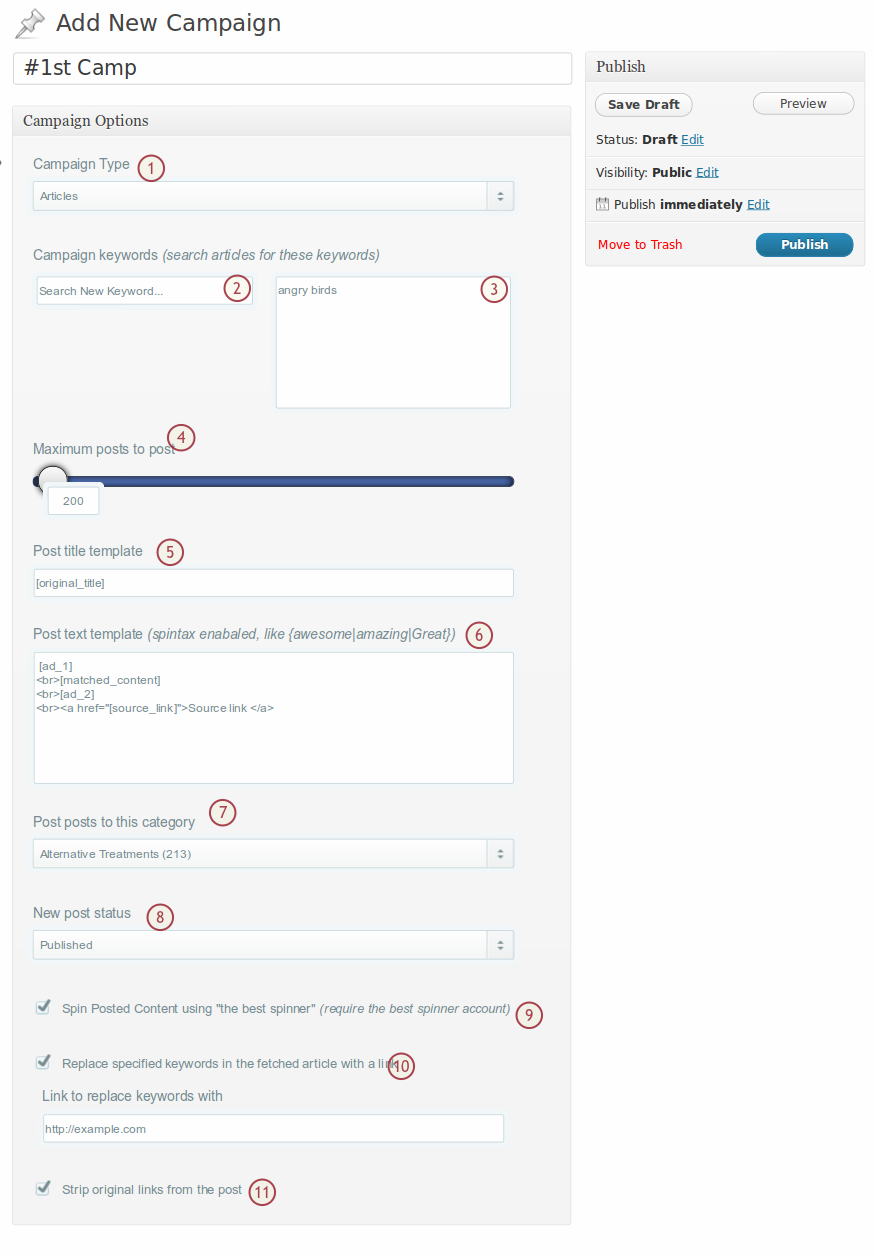 Add New Campaign
#1st Camp
Campaign Options
Campaign Type 1
Articles
Campaign keywords (search articles for these keywords)
Search New Keyword... 2
angry birds 3
Maximum posts to post 4
200
Post title template 5
[original_title]
Post text template (spintax enabaled, like {awesome|amazing|Great}) 6
[ad_1]
<br>[matched_content]
<br>[ad_2]
<br><a href="[source_link]">Source link </a>
Post posts to this category 7
Alternative Treatments (213)
New post status 8
Published
Spin Posted Content using "the best spinner" (require the best spinner account) 9
Replace specified keywords in the fetched article with a link 10
Link to replace keywords with
http://example.com
Strip original links from the post 11
Publish
Save Draft Preview
Status: Draft Edit
Visibility: Public Edit
Publish immediately Edit
Move to Trash Publish